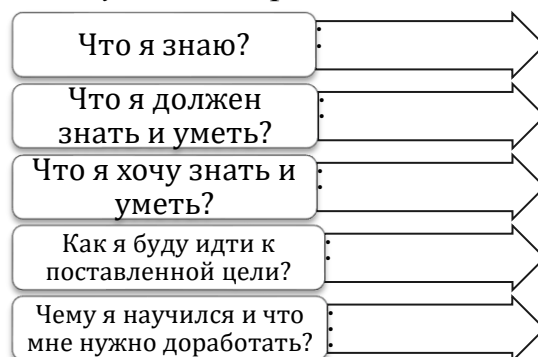 Что я знаю?
Что я должен
знать и уметь?
Что я хочу знать и
уметь?
Как я буду идти к
поставленной цели?
Чему я научился и что
мне нужно доработать?